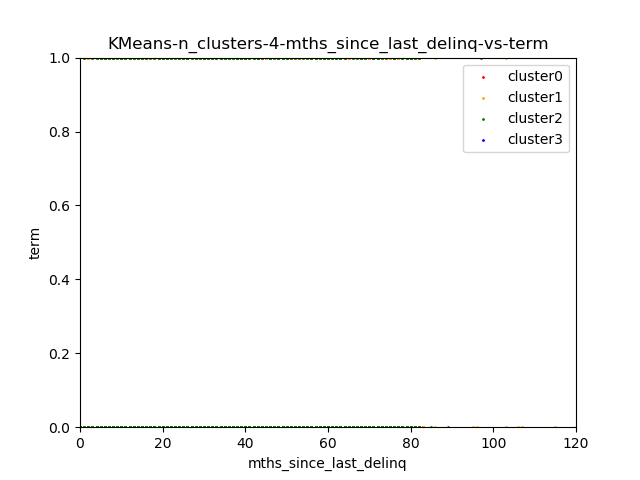 KMeans-n_clusters-4-mths_since_last_delinq-vs-term
1.0
cluster0
cluster1
cluster2
cluster3
0.8
0.6
term
0.4
0.2
0.0
0 20 40 60 80 100 120
mths_since_last_delinq